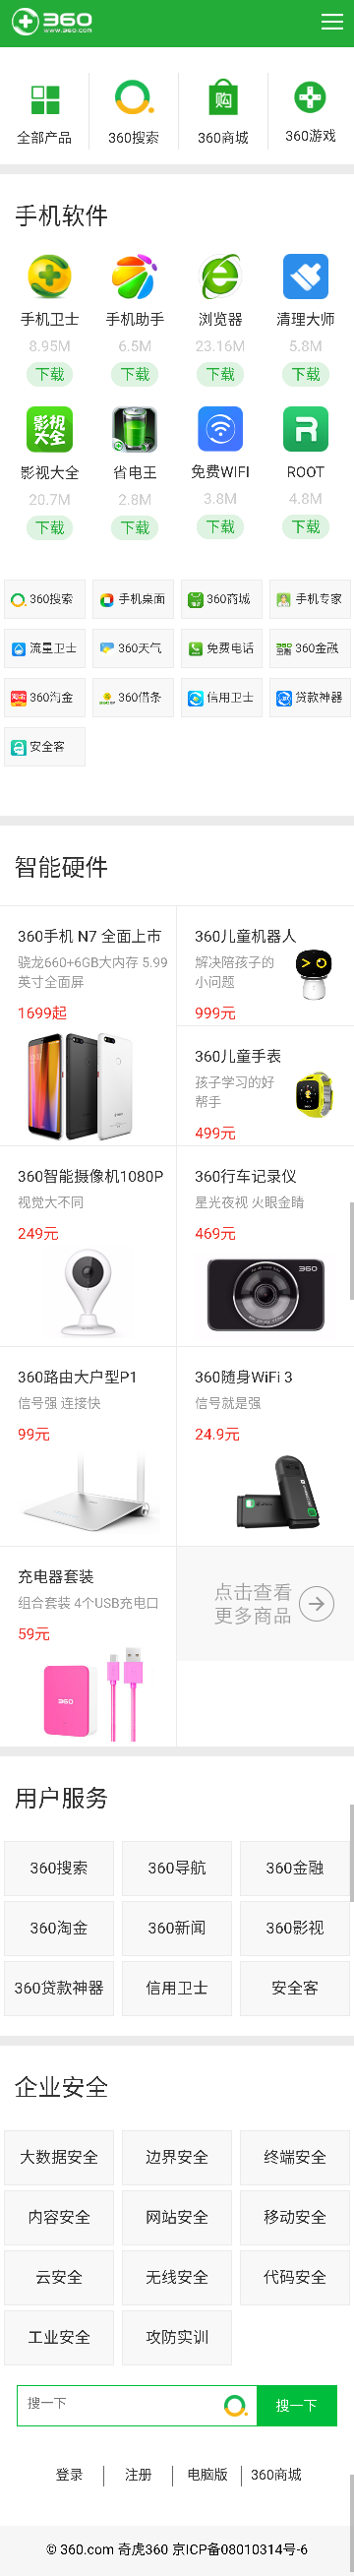 360
www.360.com
全部产品
360搜索
购
360商城
360游戏
手机软件
手机卫士
手机助手
浏览器
清理大师
8.95M
6.5M
23.16M
5.8M
下载
下载
下载
下载
影视
大全
影视大全
省电王
免费WIFI
ROOT
20.7M
2.8M
3.8M
4.8M
下载
下载
下载
下载
360搜索
手机桌面
360商城
手机专家
流量卫士
360天气
免费电话
360金融
360淘金
360借条
信用卫士
贷款神器
安全客
智能硬件
360手机 N7 全面上市
骁龙660+6GB大内存 5.99
英寸全面屏
1699起
360儿童机器人
解决陪孩子的
小问题
999元
360儿童手表
孩子学习的好
帮手
499元
360智能摄像机1080P
视觉大不同
249元
360行车记录仪
星光夜视 火眼金睛
469元
360
360路由大户型P1
信号强 连接快
99元
360随身WiFi 3
信号就是强
24.9元
充电器套装
组合套装 4个USB充电口
59元
360
点击查看
更多商品
用户服务
360搜索
360导航
360金融
360淘金
360新闻
360影视
360贷款神器
信用卫士
安全客
企业安全
大数据安全
边界安全
终端安全
内容安全
网站安全
移动安全
云安全
无线安全
代码安全
工业安全
攻防实训
搜一下
搜一下
登录
注册
电脑版
360商城
© 360.com 奇虎360 京ICP备08010314号-6